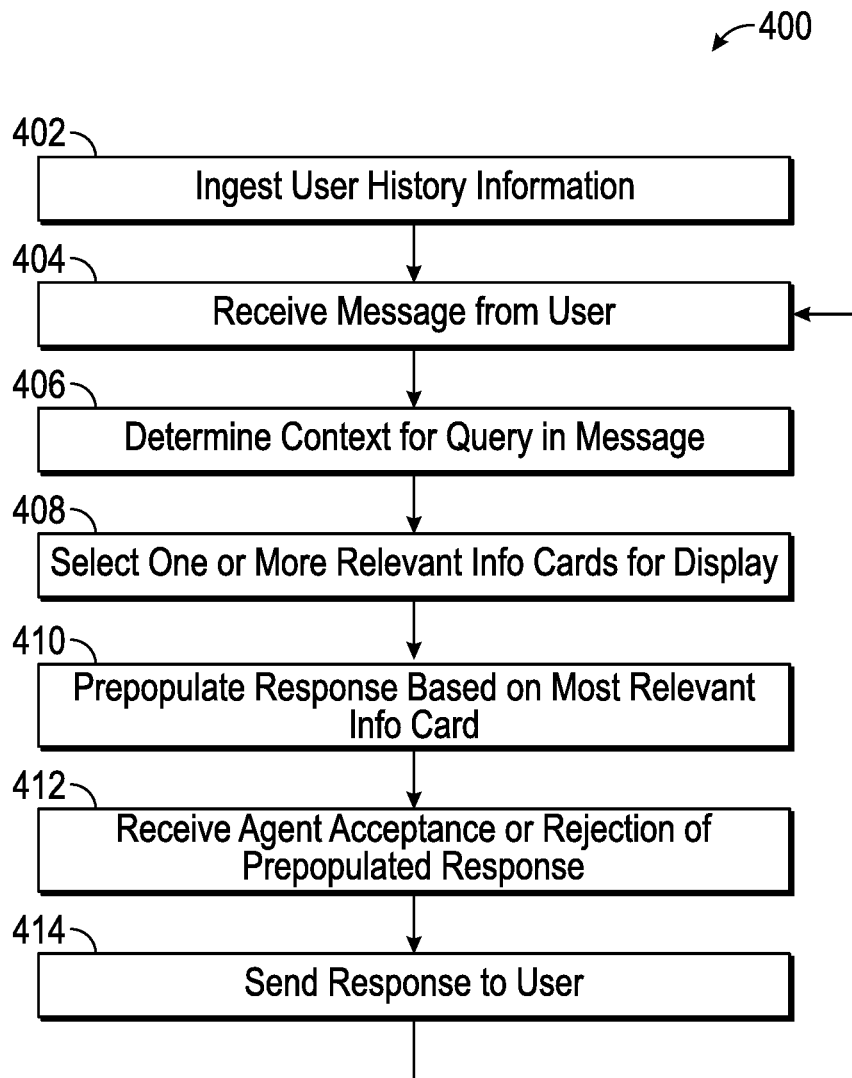 400
402
Ingest User History Information
404
Receive Message from User
406
Determine Context for Query in Message
408
Select One or More Relevant Info Cards for Display
410
Prepopulate Response Based on Most Relevant
Info Card
412
Receive Agent Acceptance or Rejection of
Prepopulated Response
414
Send Response to User